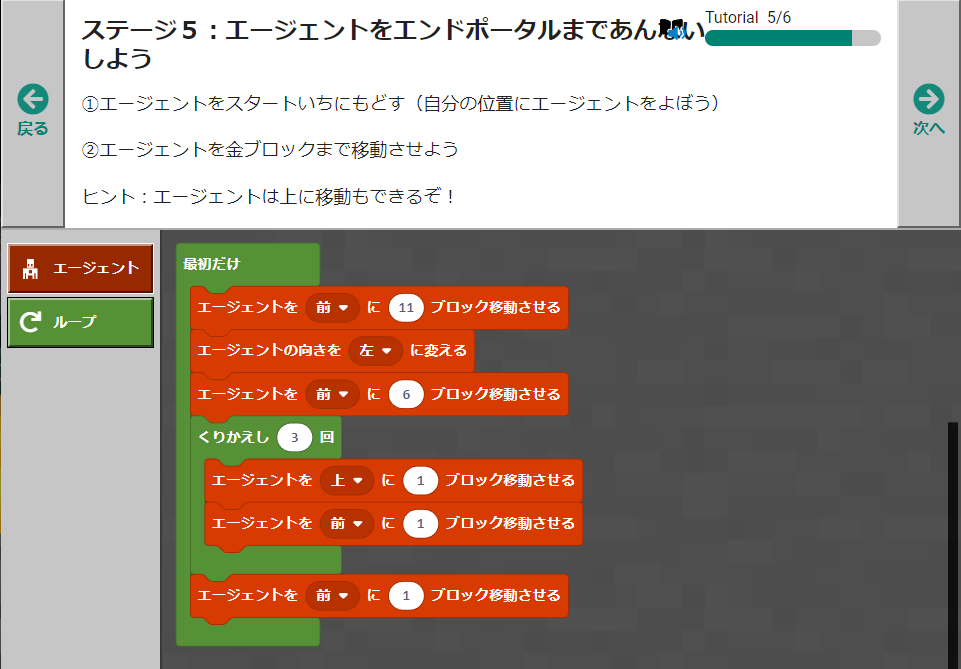 ステージ５：エージェントをエンドポータルまであんない
しよう
Tutorial 5/6
①エージェントをスタートいちにもどす（自分の位置にエージェントをよぼう）
②エージェントを金ブロックまで移動させよう
ヒント：エージェントは上に移動もできるぞ！
戻る
次へ
エージェント
ループ
最初だけ
エージェントを 前 に 11 ブロック移動させる
エージェントの向きを 左 に変える
エージェントを 前 に 6 ブロック移動させる
くりかえし 3 回
エージェントを 上 に 1 ブロック移動させる
エージェントを 前 に 1 ブロック移動させる
エージェントを 前 に 1 ブロック移動させる